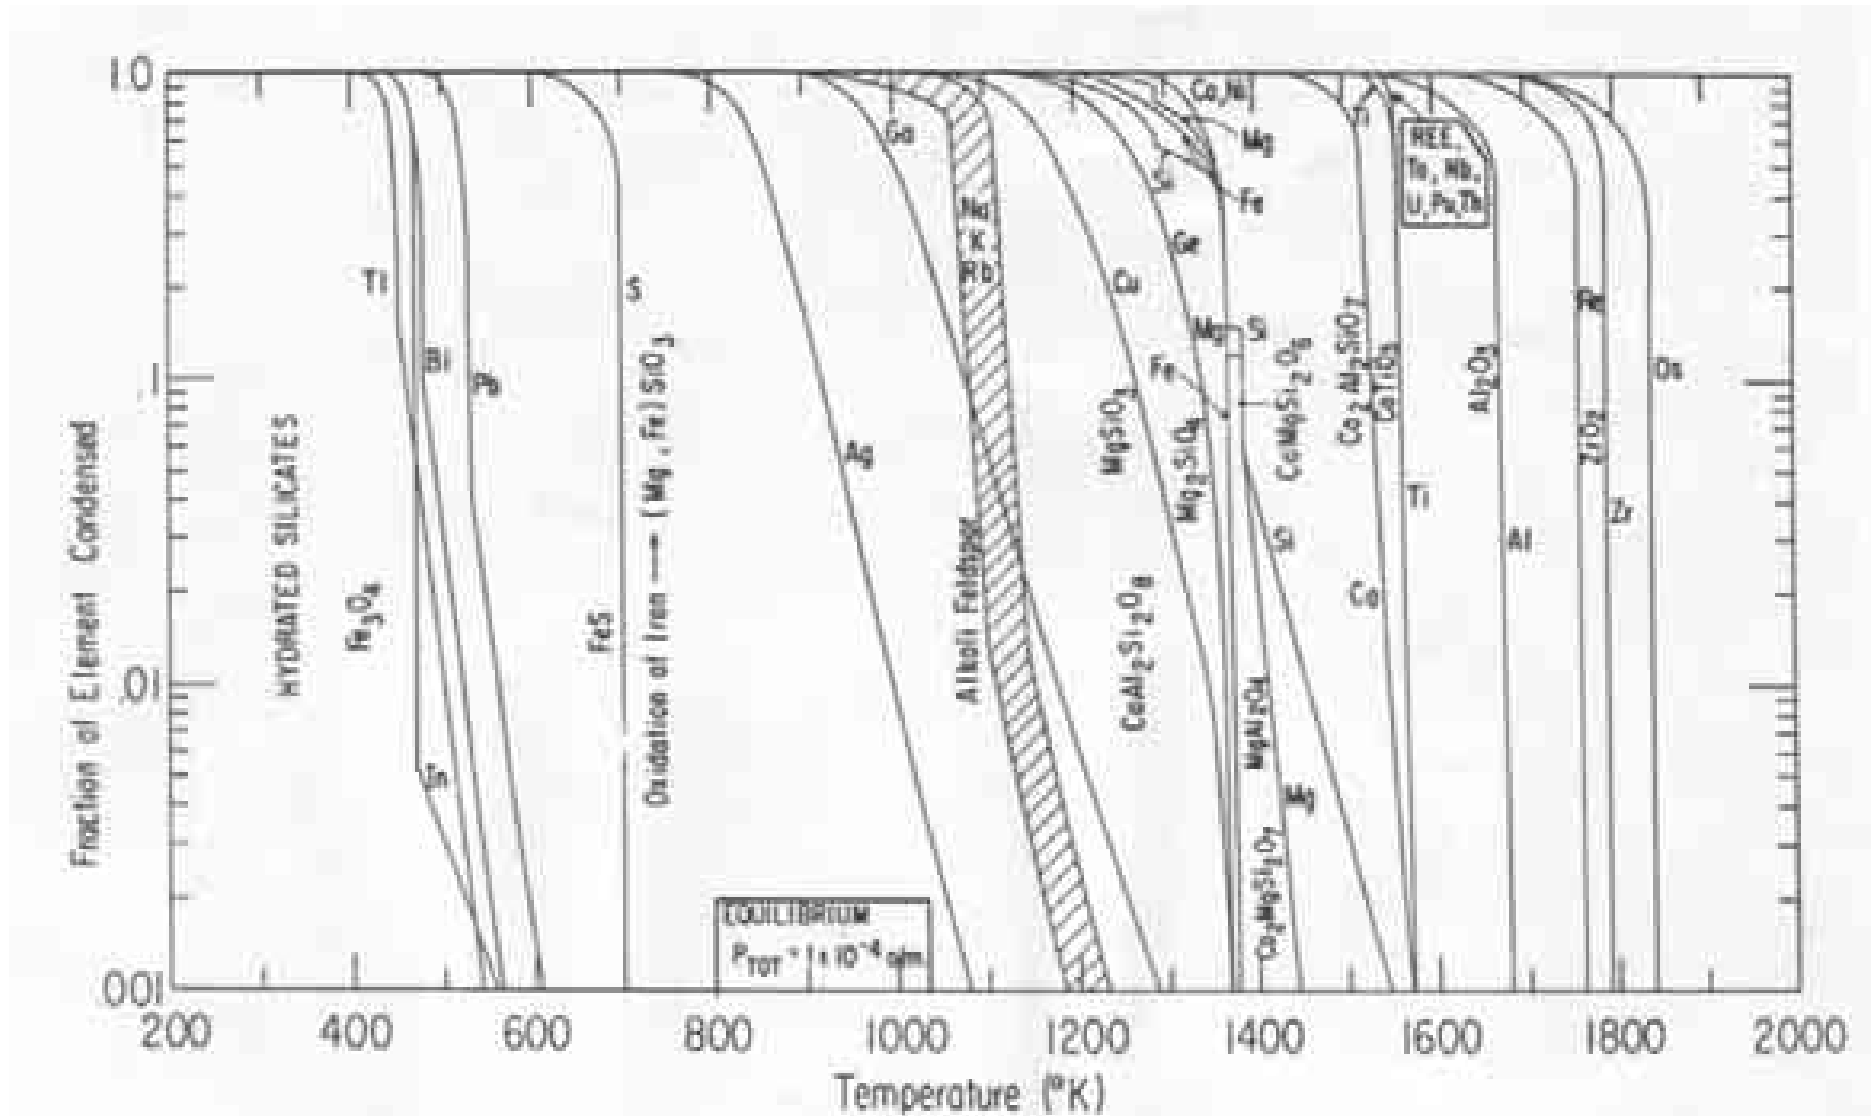 1.0
.1
.01
.001
Fraction of Element Condensed
200 400 600 800 1000 1200 1400 1600 1800 2000
Temperature (°K)
HYDRATED SILICATES
Fe3O4
Tl
Bi
In
FeS
S
Oxidation of Iron → (Mg, Fe) SiO3
Ag
Ga
Na
K
Rb
Alkali Feldspar
Cu
Ge
Si
Ca, Ni
Mg
Fe
CaAl2Si2O8
MgSiO3
Mg2SiO4
Mg
Si
Fe
CaMgSi2O6
Si
MgAl2O4
Mg
Ca2MgSi2O7
Ca2Al2SiO7
CaTiO3
Ca
Ti
REE,
Ta, Nb,
U, Pu, Th
Al2O3
Al
Re
ZrO2
Zr
Os
EQUILIBRIUM
PTOT = 1 x 10-4 atm.